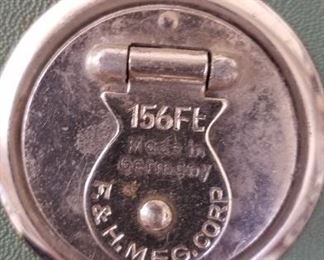 156Ft
Made in
Germany
F. & H. MFG. CORP